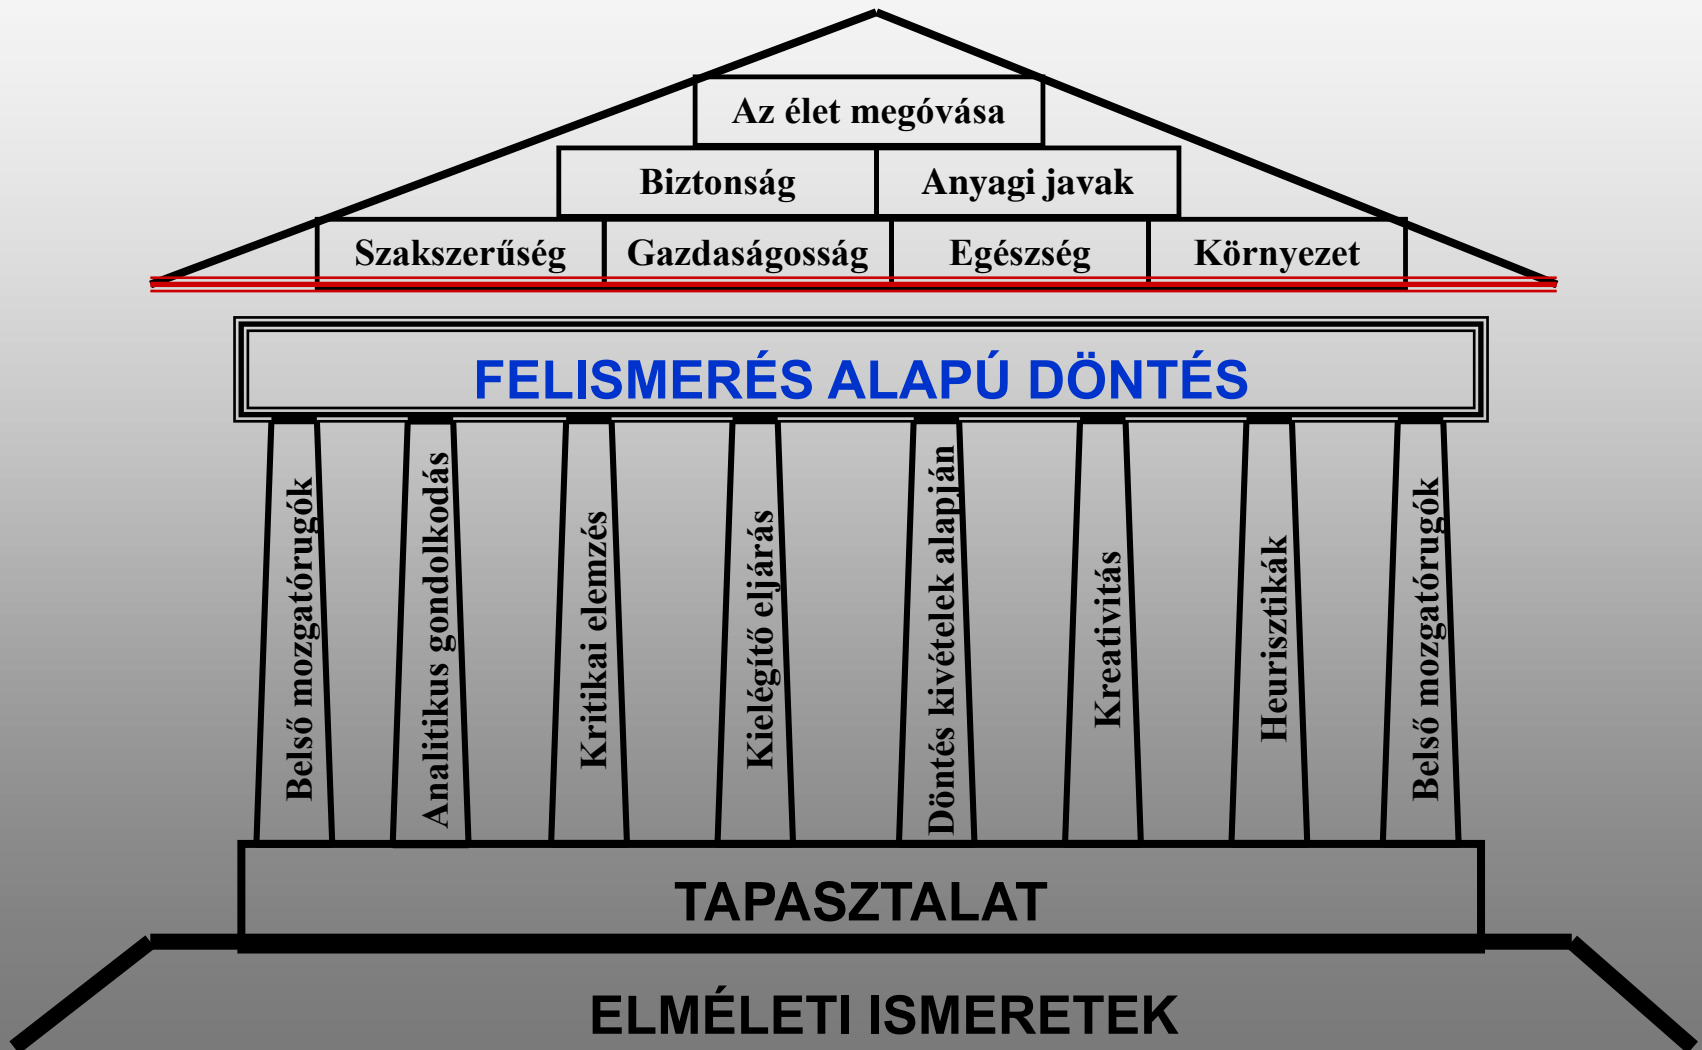 Az élet megóvása
Biztonság
Anyagi javak
Szakszerűség
Gazdaságosság
Egészség
Környezet
FELISMERÉS ALAPÚ DÖNTÉS
Belső mozgatórugók
Analitikus gondolkodás
Kritikai elemzés
Kielégítő eljárás
Döntés kivételek alapján
Kreativitás
Heurisztikák
Belső mozgatórugók
TAPASZTALAT
ELMÉLETI ISMERETEK